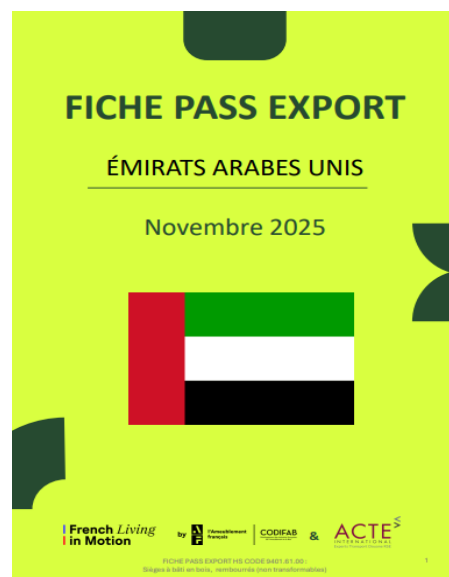 FICHE PASS EXPORT
ÉMIRATS ARABES UNIS
Novembre 2025
French Living
in Motion
by
l'Ameublement
français
CODIFAB
&
ACTE
INTERNATIONAL
FICHE PASS EXPORT HS CODE 9401.61.00 :
Sièges à bâti en bois, rembourrés (non transformables)
1